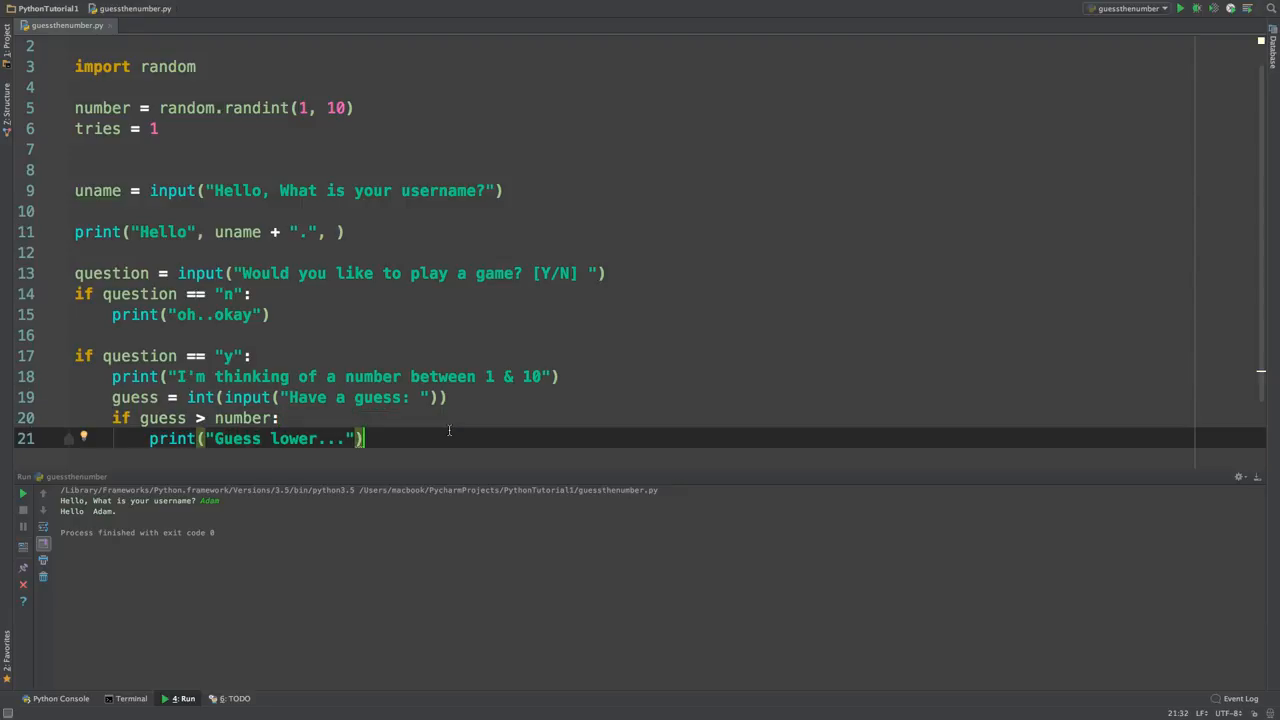 PythonTutorial1 guessthenumber.py guessthenumber
guessthenumber.py
1: Project
Z: Structure
2: Favorites
Database
2
3 import random
4
5 number = random.randint(1, 10)
6 tries = 1
7
8
9 uname = input("Hello, What is your username?")
10
11 print("Hello", uname + ".", )
12
13 question = input("Would you like to play a game? [Y/N] ")
14 if question == "n":
15 print("oh..okay")
16
17 if question == "y":
18 print("I'm thinking of a number between 1 & 10")
19 guess = int(input("Have a guess: "))
20 if guess > number:
21 print("Guess lower...")
Run guessthenumber
/Library/Frameworks/Python.framework/Versions/3.5/bin/python3.5 /Users/macbook/PycharmProjects/PythonTutorial1/guessthenumber.py
Hello, What is your username? Adam
Hello Adam.
Process finished with exit code 0
Python Console Terminal 4: Run 6: TODO Event Log
21:32 LF÷ UTF-8÷